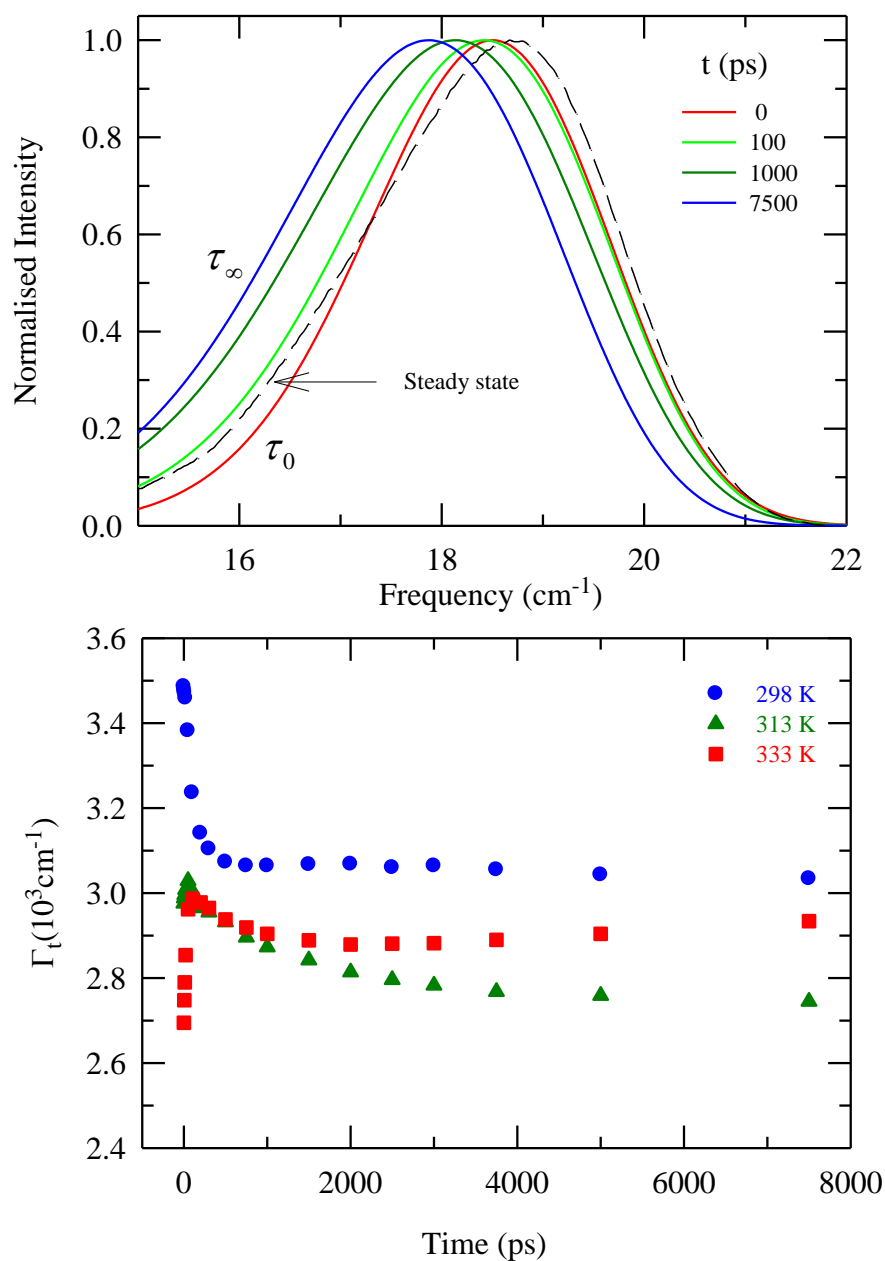 1.0
0.8
0.6
0.4
0.2
0.0
Normalised Intensity
t (ps)
0
100
1000
7500
τ∞
Steady state
τ0
16 18 20 22
Frequency (cm-1)
3.6
3.4
3.2
3.0
2.8
2.6
2.4
Γt(103cm-1)
298 K
313 K
333 K
0 2000 4000 6000 8000
Time (ps)